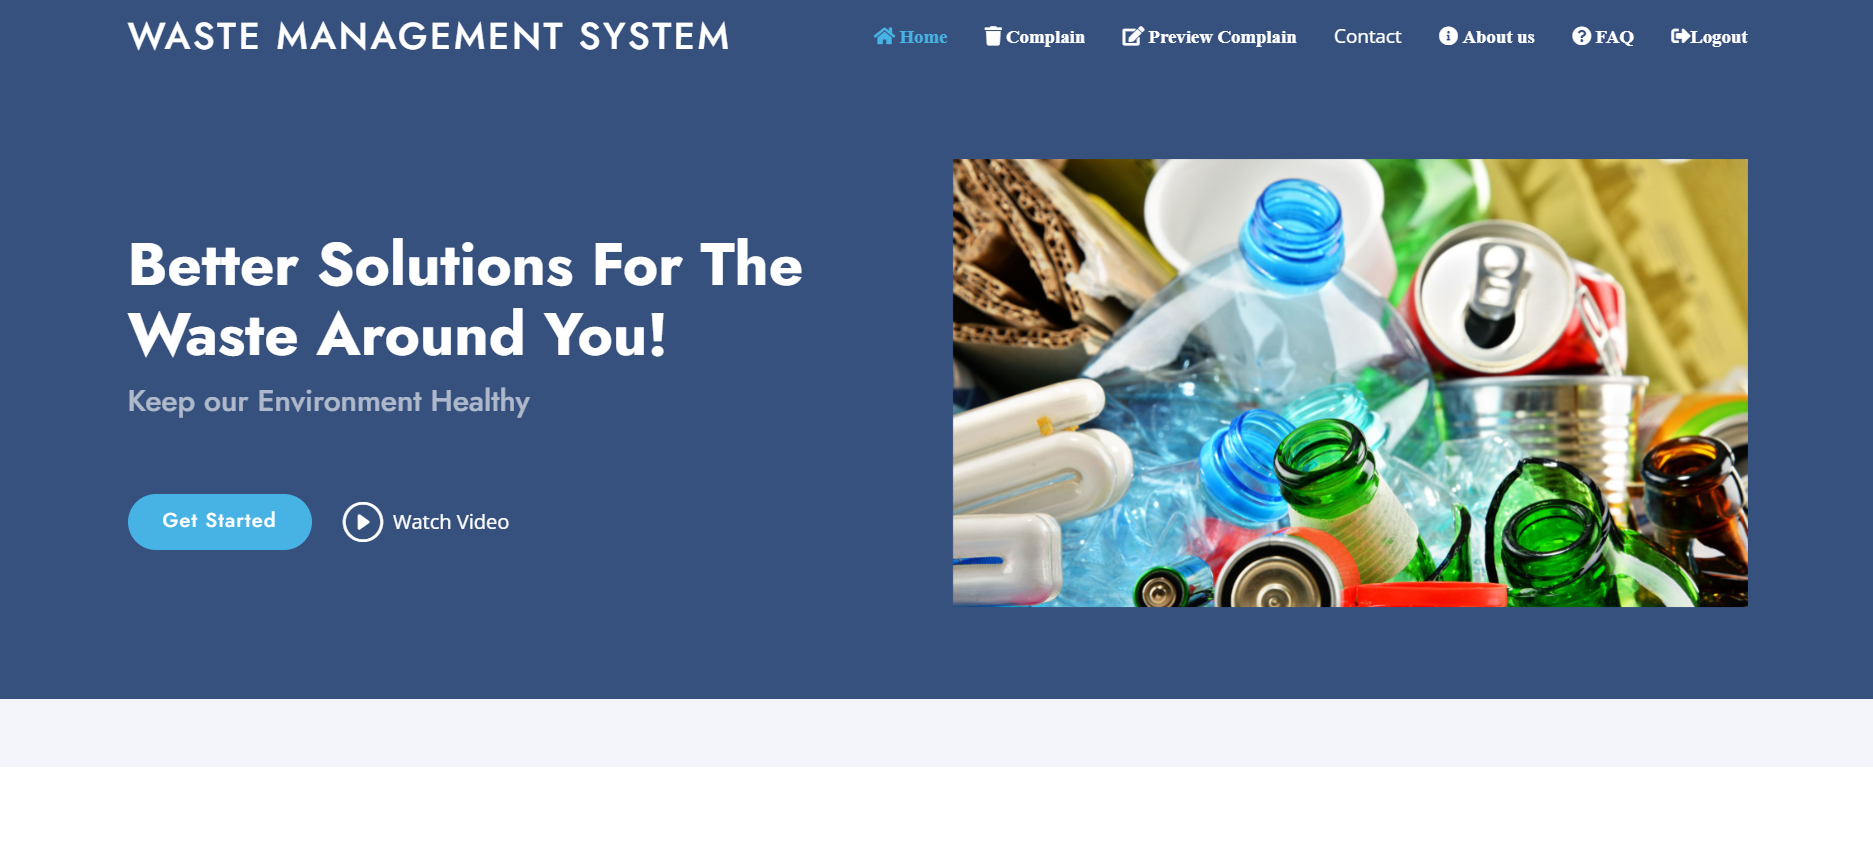 WASTE MANAGEMENT SYSTEM
Home Complain Preview Complain Contact About us FAQ Logout
Better Solutions For The
Waste Around You!
Keep our Environment Healthy
Get Started Watch Video